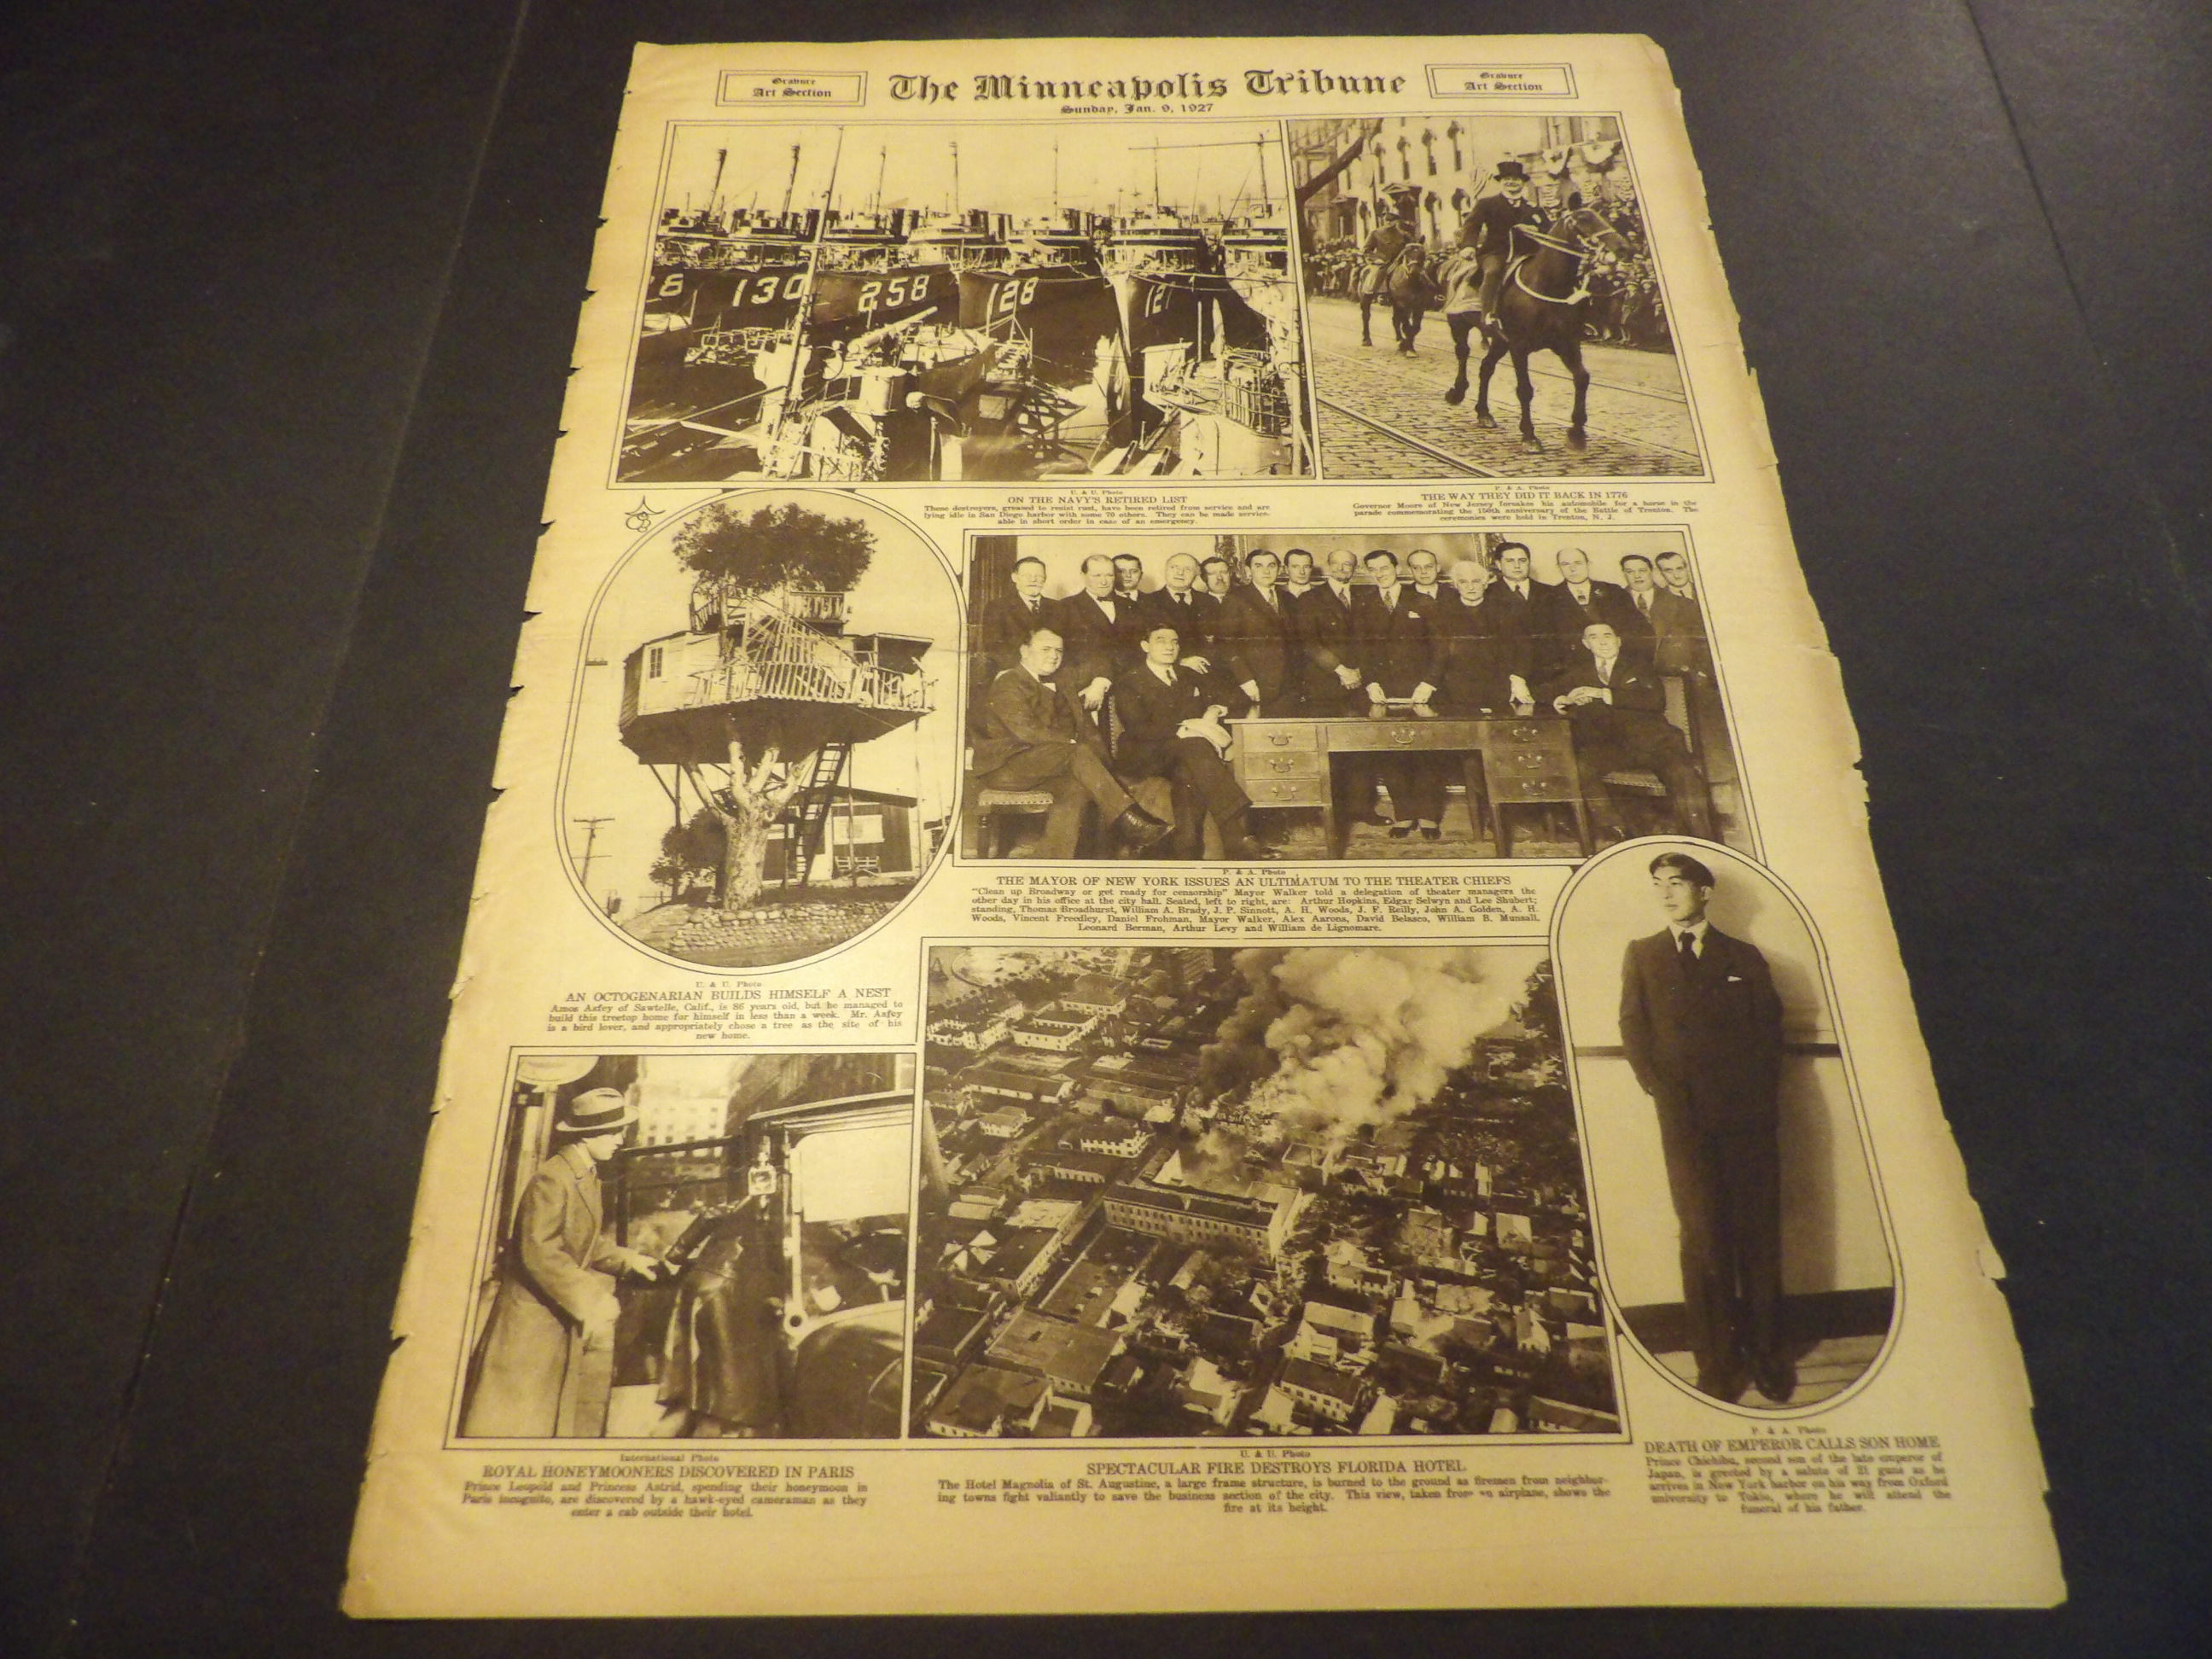 Gravure
Art Section
The Minneapolis Tribune
Sunday, Jan. 9, 1927
Gravure
Art Section
130
258
128
U. & U. Photo
ON THE NAVY'S RETIRED LIST
These destroyers, greased to resist rust, have been retired from service and are
lying idle in San Diego harbor with some 70 others. They can be made service-
able in short order in case of an emergency.
P. & A. Photo
THE WAY THEY DID IT BACK IN 1776
Governor Moore of New Jersey forsakes his automobile for a horse in the
parade commemorating the 150th anniversary of the Battle of Trenton. The
ceremonies were held in Trenton, N. J.
P. & A. Photo
THE MAYOR OF NEW YORK ISSUES AN ULTIMATUM TO THE THEATER CHIEFS
"Clean up Broadway or get ready for censorship" Mayor Walker told a delegation of theater managers the
other day in his office at the city hall. Seated, left to right, are: Arthur Hopkins, Edgar Selwyn and Lee Shubert;
standing, Thomas Broadhurst, William A. Brady, J. P. Sinnott, A. H. Woods, J. F. Reilly, John A. Golden, A. H.
Woods, Vincent Freedley, Daniel Frohman, Mayor Walker, Alex Aarons, David Belasco, William B. Munsall,
Leonard Berman, Arthur Levy and William de Lignomare.
U. & U. Photo
AN OCTOGENARIAN BUILDS HIMSELF A NEST
Amos of Sawtelle, Calif., is 86 years old, but he managed to
build this treetop home for himself in less than a week. Mr.
is a bird lover, and appropriately chose a tree as the site of his
new home.
International Photo
ROYAL HONEYMOONERS DISCOVERED IN PARIS
Prince Leopold and Princess Astrid, spending their honeymoon in
Paris incognito, are discovered by a hawk-eyed cameraman as they
enter a cab outside their hotel.
U. & U. Photo
SPECTACULAR FIRE DESTROYS FLORIDA HOTEL
The Hotel Magnolia of St. Augustine, a large frame structure, is burned to the ground as firemen from neighbor-
ing towns fight valiantly to save the business section of the city. This view, taken from an airplane, shows the
fire at its height.
P. & A. Photo
DEATH OF EMPEROR CALLS SON HOME
Prince Chichibu, second son of the late emperor of
Japan, is greeted by a salute of 21 guns as he
arrives in New York harbor on his way from Oxford
university to Tokio, where he will attend the
funeral of his father.